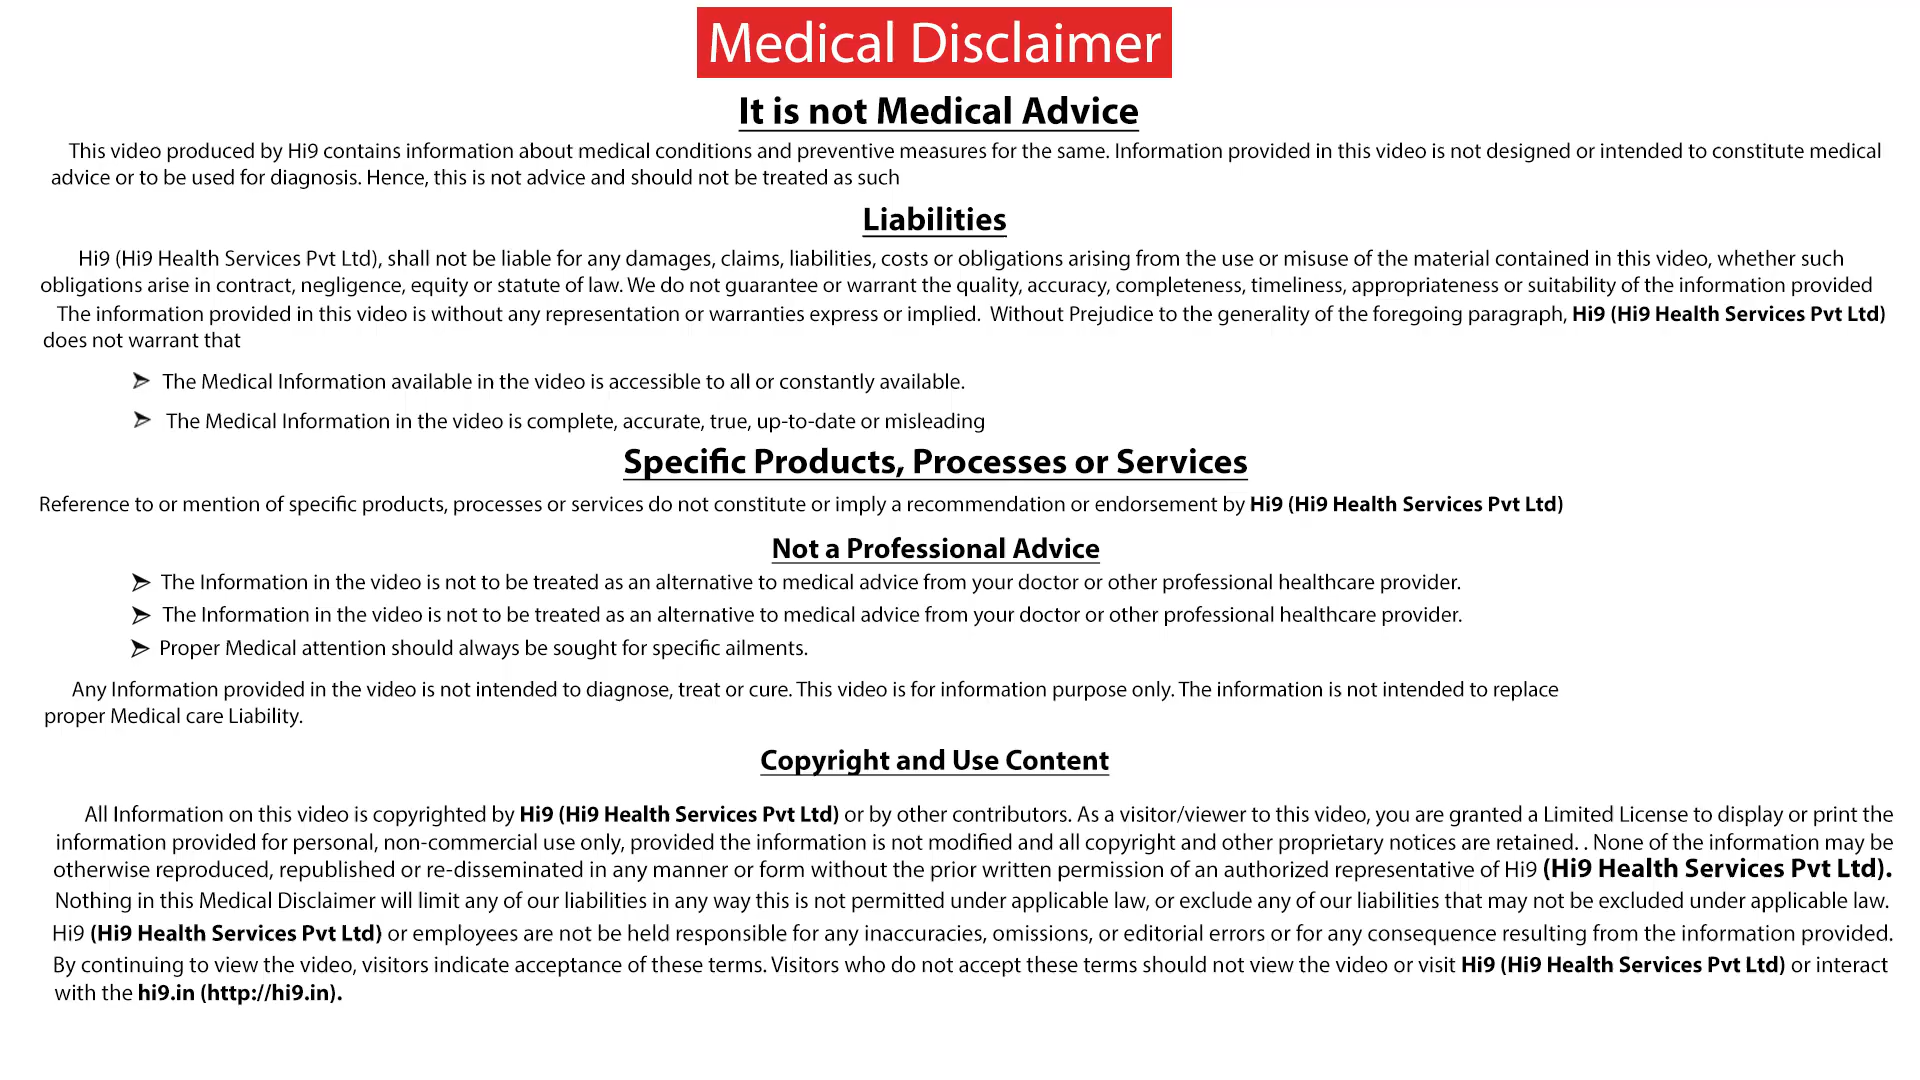 Medical Disclaimer
It is not Medical Advice
This video produced by Hi9 contains information about medical conditions and preventive measures for the same. Information provided in this video is not designed or intended to constitute medical
advice or to be used for diagnosis. Hence, this is not advice and should not be treated as such
Liabilities
Hi9 (Hi9 Health Services Pvt Ltd), shall not be liable for any damages, claims, liabilities, costs or obligations arising from the use or misuse of the material contained in this video, whether such
obligations arise in contract, negligence, equity or statute of law. We do not guarantee or warrant the quality, accuracy, completeness, timeliness, appropriateness or suitability of the information provided
The information provided in this video is without any representation or warranties express or implied. Without Prejudice to the generality of the foregoing paragraph, Hi9 (Hi9 Health Services Pvt Ltd)
does not warrant that
➢ The Medical Information available in the video is accessible to all or constantly available.
➢ The Medical Information in the video is complete, accurate, true, up-to-date or misleading
Specific Products, Processes or Services
Reference to or mention of specific products, processes or services do not constitute or imply a recommendation or endorsement by Hi9 (Hi9 Health Services Pvt Ltd)
Not a Professional Advice
➢ The Information in the video is not to be treated as an alternative to medical advice from your doctor or other professional healthcare provider.
➢ The Information in the video is not to be treated as an alternative to medical advice from your doctor or other professional healthcare provider.
➢ Proper Medical attention should always be sought for specific ailments.
Any Information provided in the video is not intended to diagnose, treat or cure. This video is for information purpose only. The information is not intended to replace
proper Medical care Liability.
Copyright and Use Content
All Information on this video is copyrighted by Hi9 (Hi9 Health Services Pvt Ltd) or by other contributors. As a visitor/viewer to this video, you are granted a Limited License to display or print the
information provided for personal, non-commercial use only, provided the information is not modified and all copyright and other proprietary notices are retained. . None of the information may be
otherwise reproduced, republished or re-disseminated in any manner or form without the prior written permission of an authorized representative of Hi9 (Hi9 Health Services Pvt Ltd).
Nothing in this Medical Disclaimer will limit any of our liabilities in any way this is not permitted under applicable law, or exclude any of our liabilities that may not be excluded under applicable law.
Hi9 (Hi9 Health Services Pvt Ltd) or employees are not be held responsible for any inaccuracies, omissions, or editorial errors or for any consequence resulting from the information provided.
By continuing to view the video, visitors indicate acceptance of these terms. Visitors who do not accept these terms should not view the video or visit Hi9 (Hi9 Health Services Pvt Ltd) or interact
with the hi9.in (http://hi9.in).